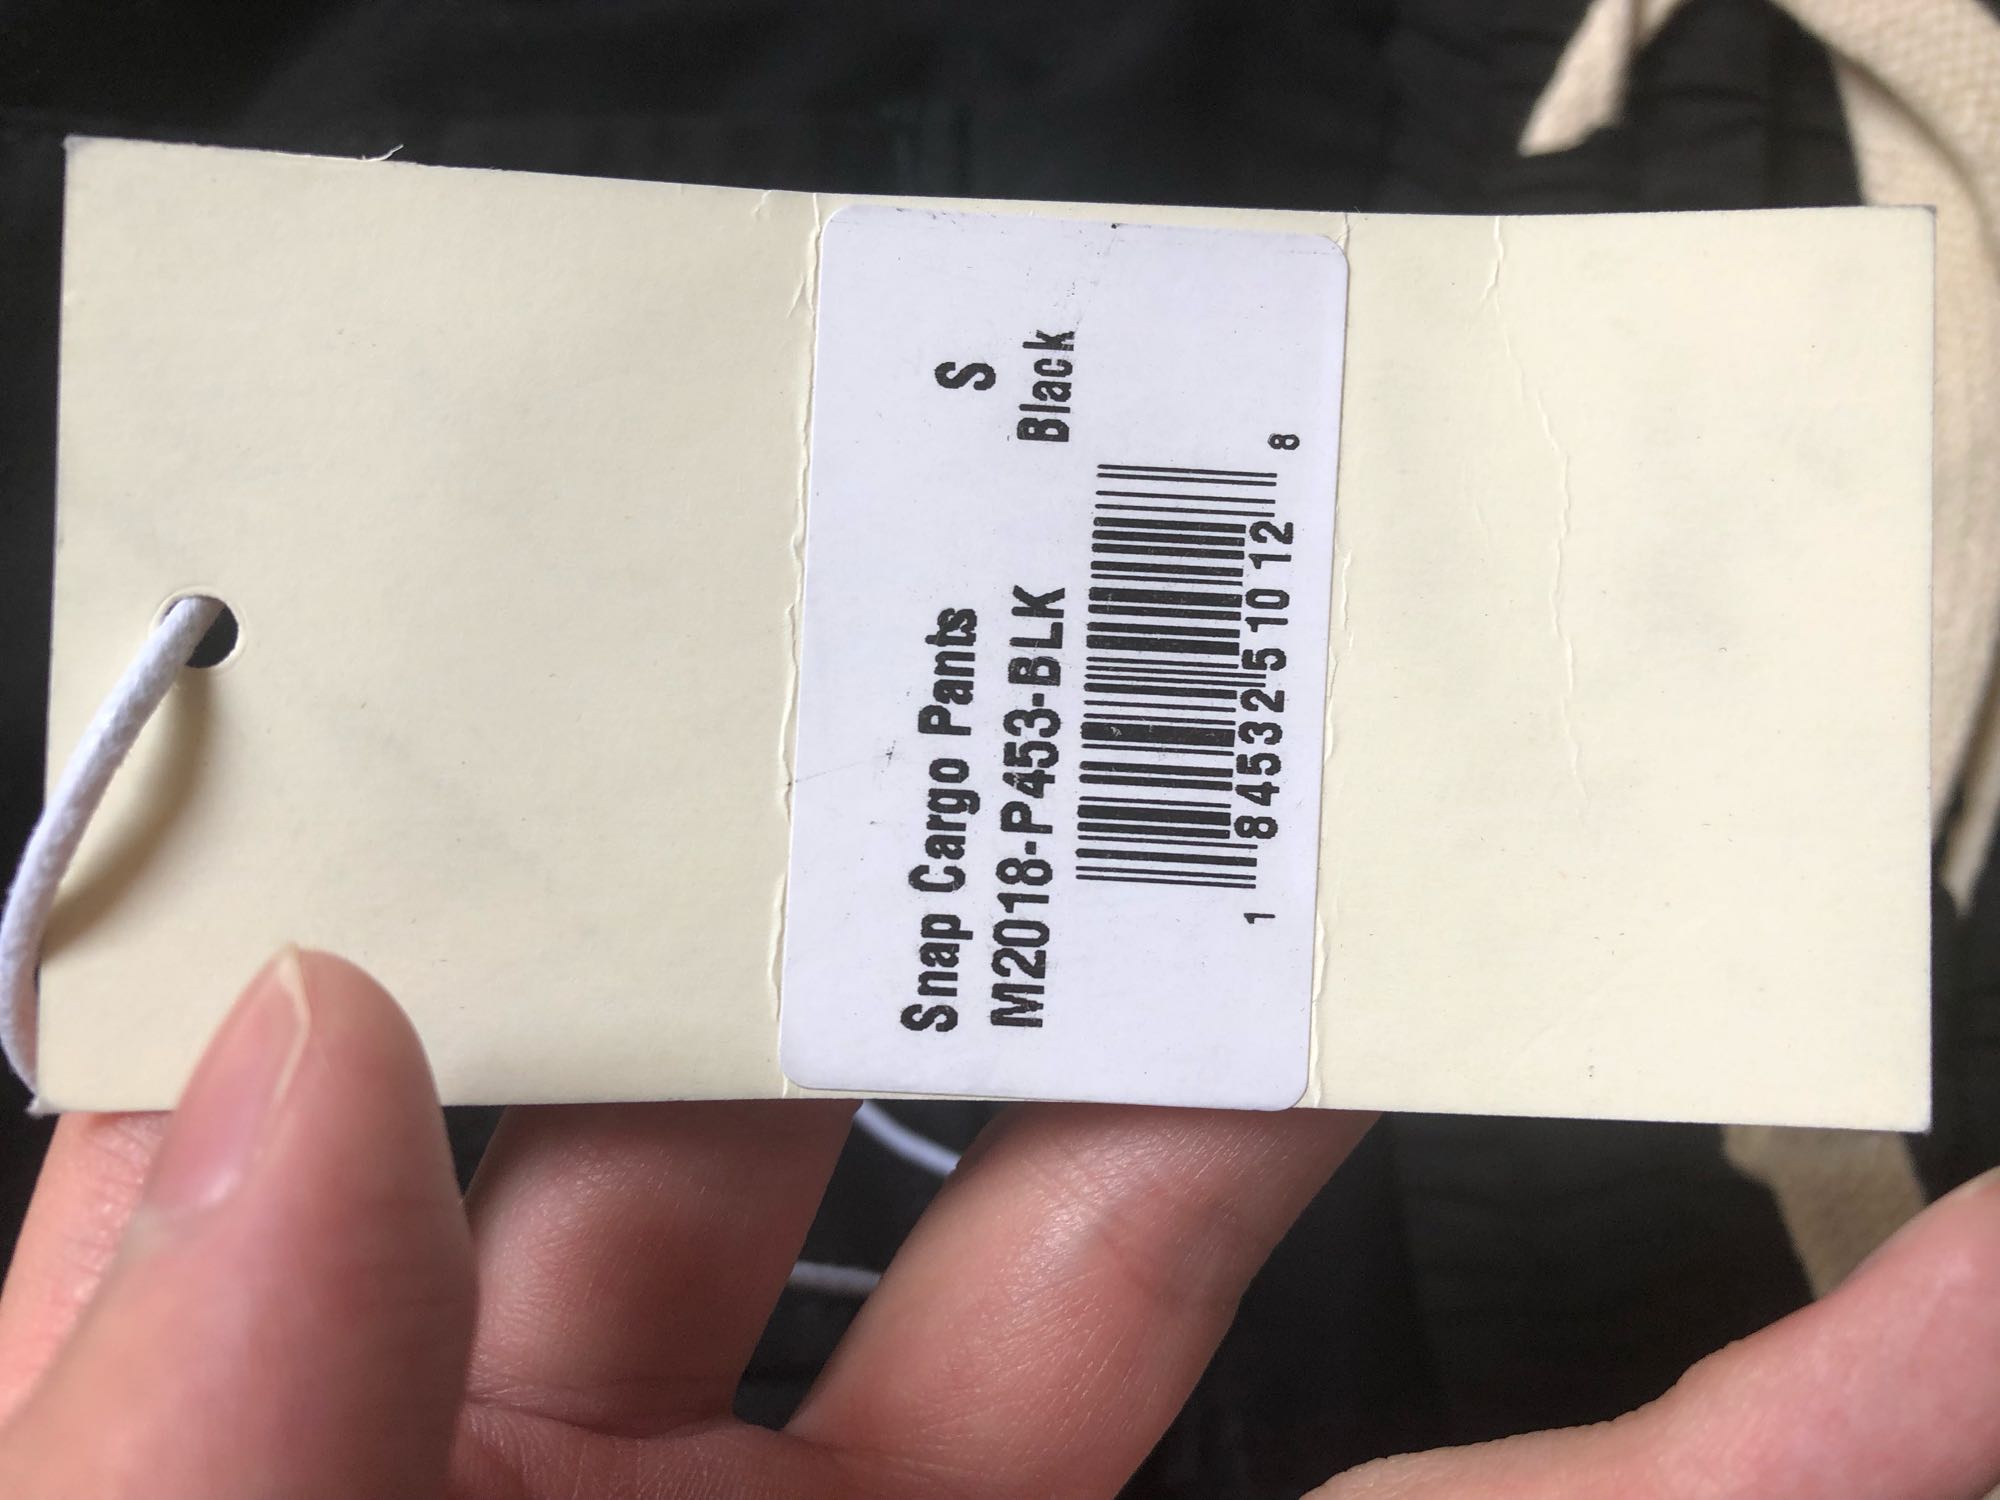 Snap Cargo Pants S
M2018-P453-BLK Black
1 84532 51012 8